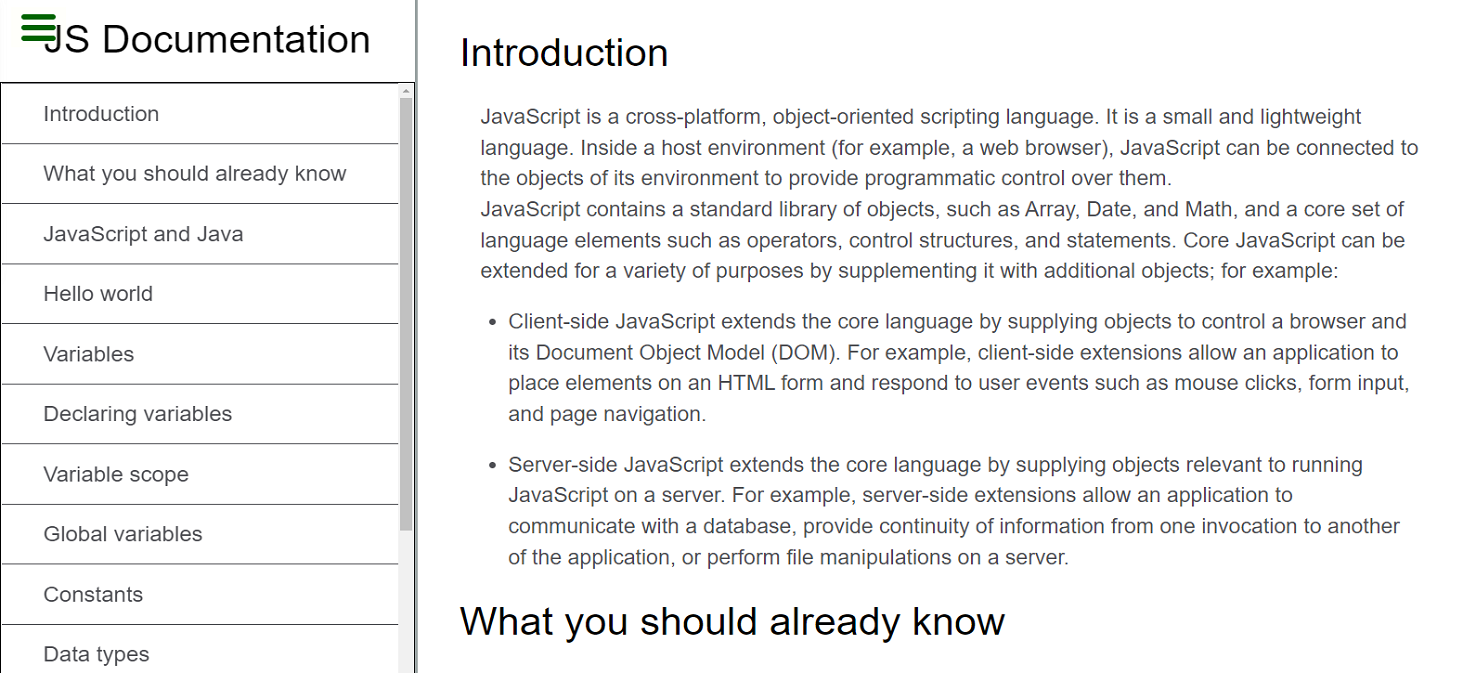 JS Documentation
Introduction
What you should already know
JavaScript and Java
Hello world
Variables
Declaring variables
Variable scope
Global variables
Constants
Data types
Introduction
JavaScript is a cross-platform, object-oriented scripting language. It is a small and lightweight
language. Inside a host environment (for example, a web browser), JavaScript can be connected to
the objects of its environment to provide programmatic control over them.
JavaScript contains a standard library of objects, such as Array, Date, and Math, and a core set of
language elements such as operators, control structures, and statements. Core JavaScript can be
extended for a variety of purposes by supplementing it with additional objects; for example:
• Client-side JavaScript extends the core language by supplying objects to control a browser and
its Document Object Model (DOM). For example, client-side extensions allow an application to
place elements on an HTML form and respond to user events such as mouse clicks, form input,
and page navigation.
• Server-side JavaScript extends the core language by supplying objects relevant to running
JavaScript on a server. For example, server-side extensions allow an application to
communicate with a database, provide continuity of information from one invocation to another
of the application, or perform file manipulations on a server.
What you should already know